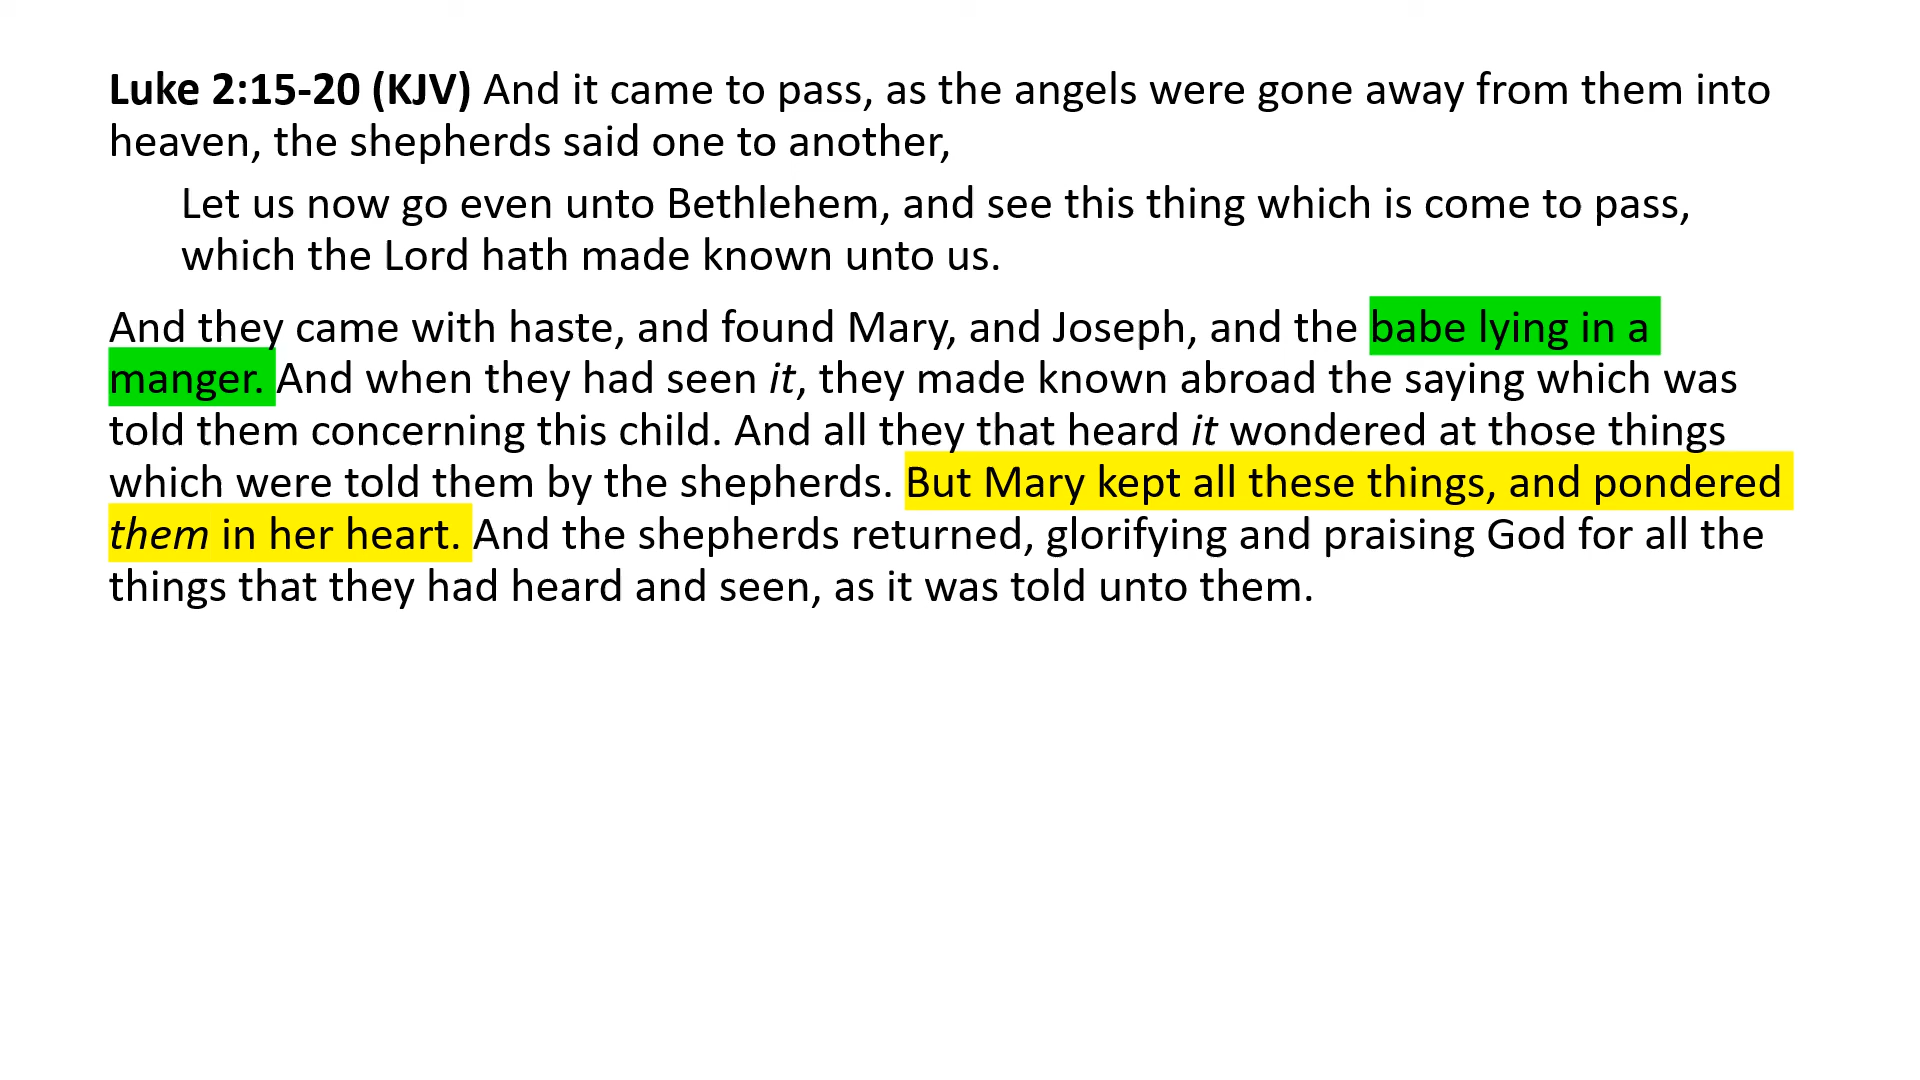 Luke 2:15-20 (KJV) And it came to pass, as the angels were gone away from them into
heaven, the shepherds said one to another,
Let us now go even unto Bethlehem, and see this thing which is come to pass,
which the Lord hath made known unto us.
And they came with haste, and found Mary, and Joseph, and the babe lying in a
manger. And when they had seen it, they made known abroad the saying which was
told them concerning this child. And all they that heard it wondered at those things
which were told them by the shepherds. But Mary kept all these things, and pondered
them in her heart. And the shepherds returned, glorifying and praising God for all the
things that they had heard and seen, as it was told unto them.